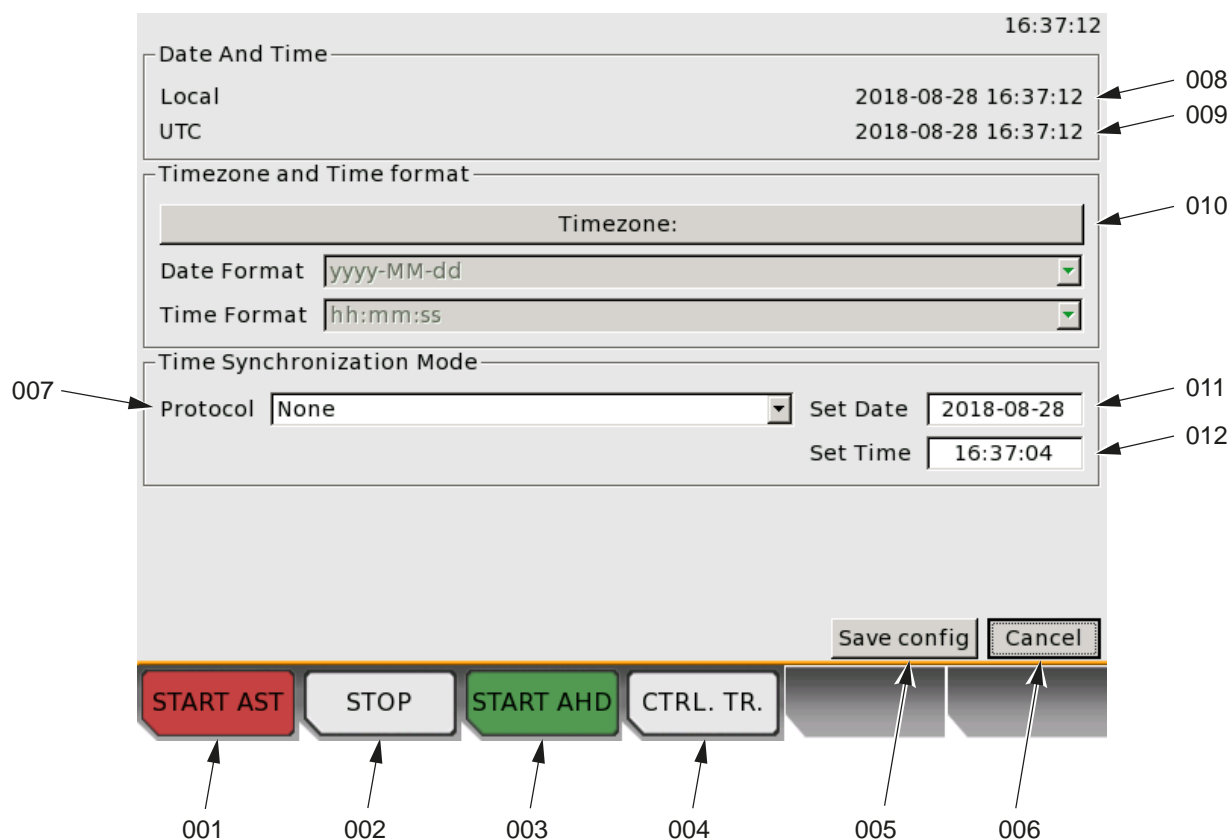 16:37:12
Date And Time
Local 2018-08-28 16:37:12 008
UTC 2018-08-28 16:37:12 009
Timezone and Time format
Timezone: 010
Date Format yyyy-MM-dd
Time Format hh:mm:ss
Time Synchronization Mode
007 Protocol None Set Date 2018-08-28 011
Set Time 16:37:04 012
Save config Cancel
START AST STOP START AHD CTRL. TR.
001 002 003 004 005 006